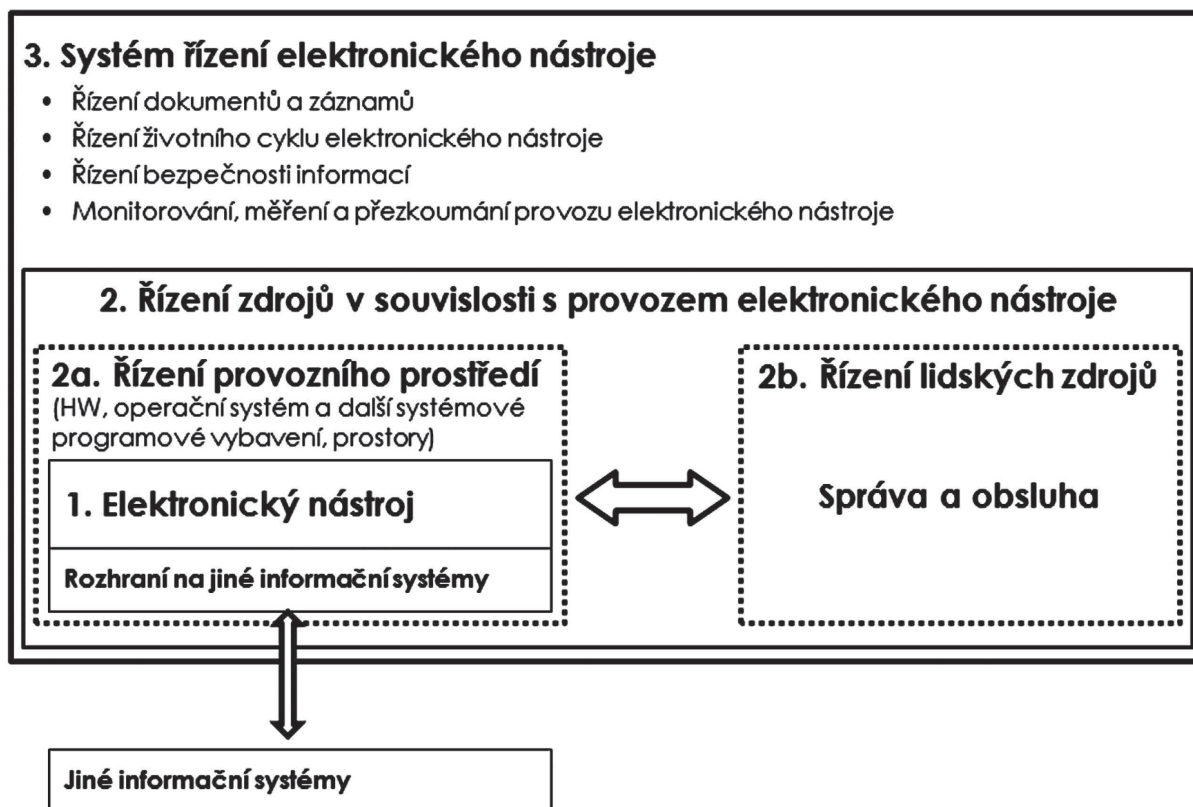 3. Systém řízení elektronického nástroje
• Řízení dokumentů a záznamů
• Řízení životního cyklu elektronického nástroje
• Řízení bezpečnosti informací
• Monitorování, měření a přezkoumání provozu elektronického nástroje
2. Řízení zdrojů v souvislosti s provozem elektronického nástroje
2a. Řízení provozního prostředí
(HW, operační systém a další systémové
programové vybavení, prostory)
1. Elektronický nástroj
Rozhraní na jiné informační systémy
2b. Řízení lidských zdrojů
Správa a obsluha
Jiné informační systémy